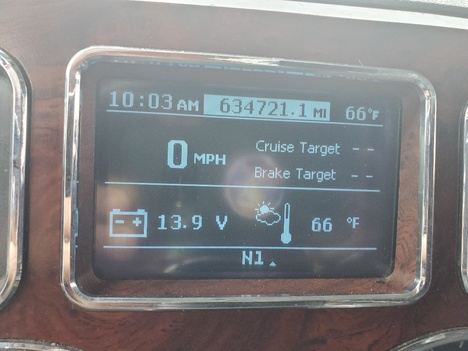 10:03 AM 634721.1 MI 66°F
0 MPH Cruise Target - -
Brake Target - -
- + 13.9 V 66 °F
N1